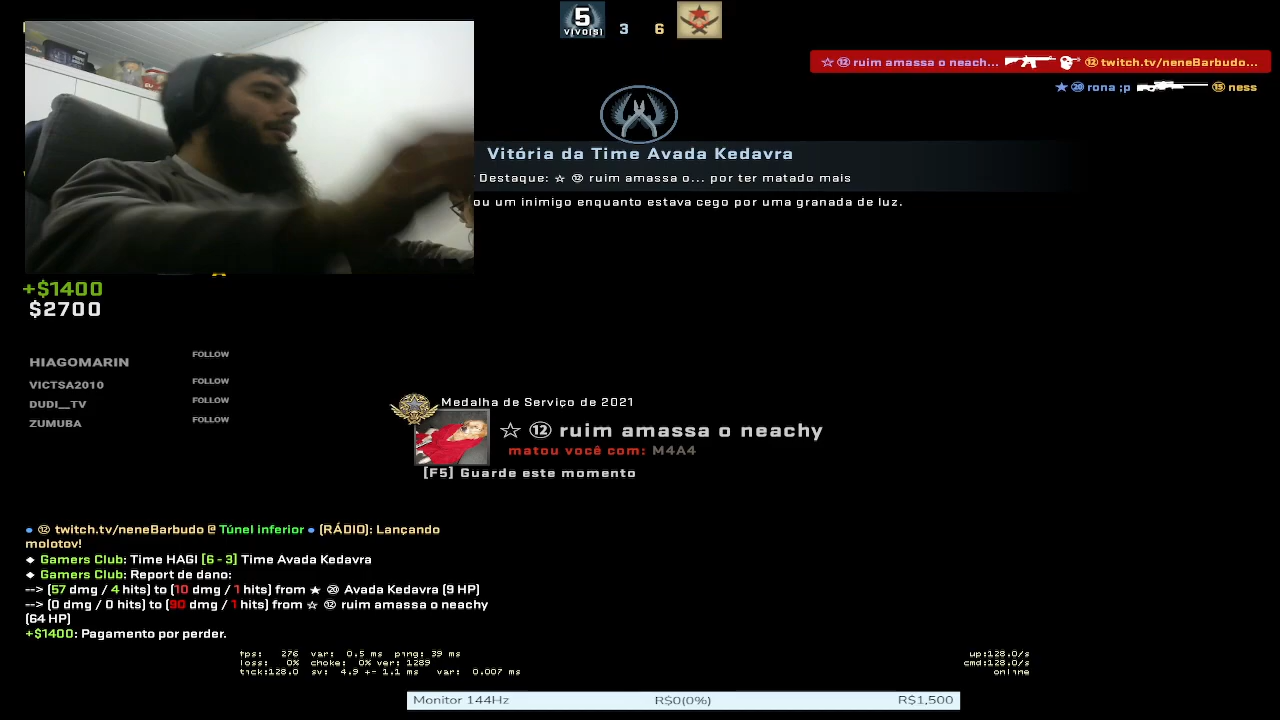 5
VIVO(S)
3
6
☆ ⑫ ruim amassa o neach... ⑫ twitch.tv/neneBarbudo...
★ ⑳ rona ;p ⑮ ness
Vitória da Time Avada Kedavra
Destaque: ☆ ⑫ ruim amassa o... por ter matado mais
ou um inimigo enquanto estava cego por uma granada de luz.
+$1400
$2700
HIAGOMARIN FOLLOW
VICTSA2010 FOLLOW
DUDI__TV FOLLOW
ZUMUBA FOLLOW
Medalha de Serviço de 2021
☆ ⑫ ruim amassa o neachy
matou você com: M4A4
[F5] Guarde este momento
● ⑫ twitch.tv/neneBarbudo @ Túnel inferior ● (RÁDIO): Lançando
molotov!
◆ Gamers Club: Time HAGI [6 - 3] Time Avada Kedavra
◆ Gamers Club: Report de dano:
--> (57 dmg / 4 hits) to (10 dmg / 1 hits) from ★ ⑳ Avada Kedavra (9 HP)
--> (0 dmg / 0 hits) to (90 dmg / 1 hits) from ☆ ⑫ ruim amassa o neachy
(64 HP)
+$1400: Pagamento por perder.
fps: 276 var: 0.5 ms ping: 39 ms
loss: 0% choke: 0% ver: 1289
tick:128.0 sv: 4.9 +- 1.1 ms var: 0.007 ms
up:128.0/s
cmd:128.0/s
online
Monitor 144Hz R$0(0%) R$1,500